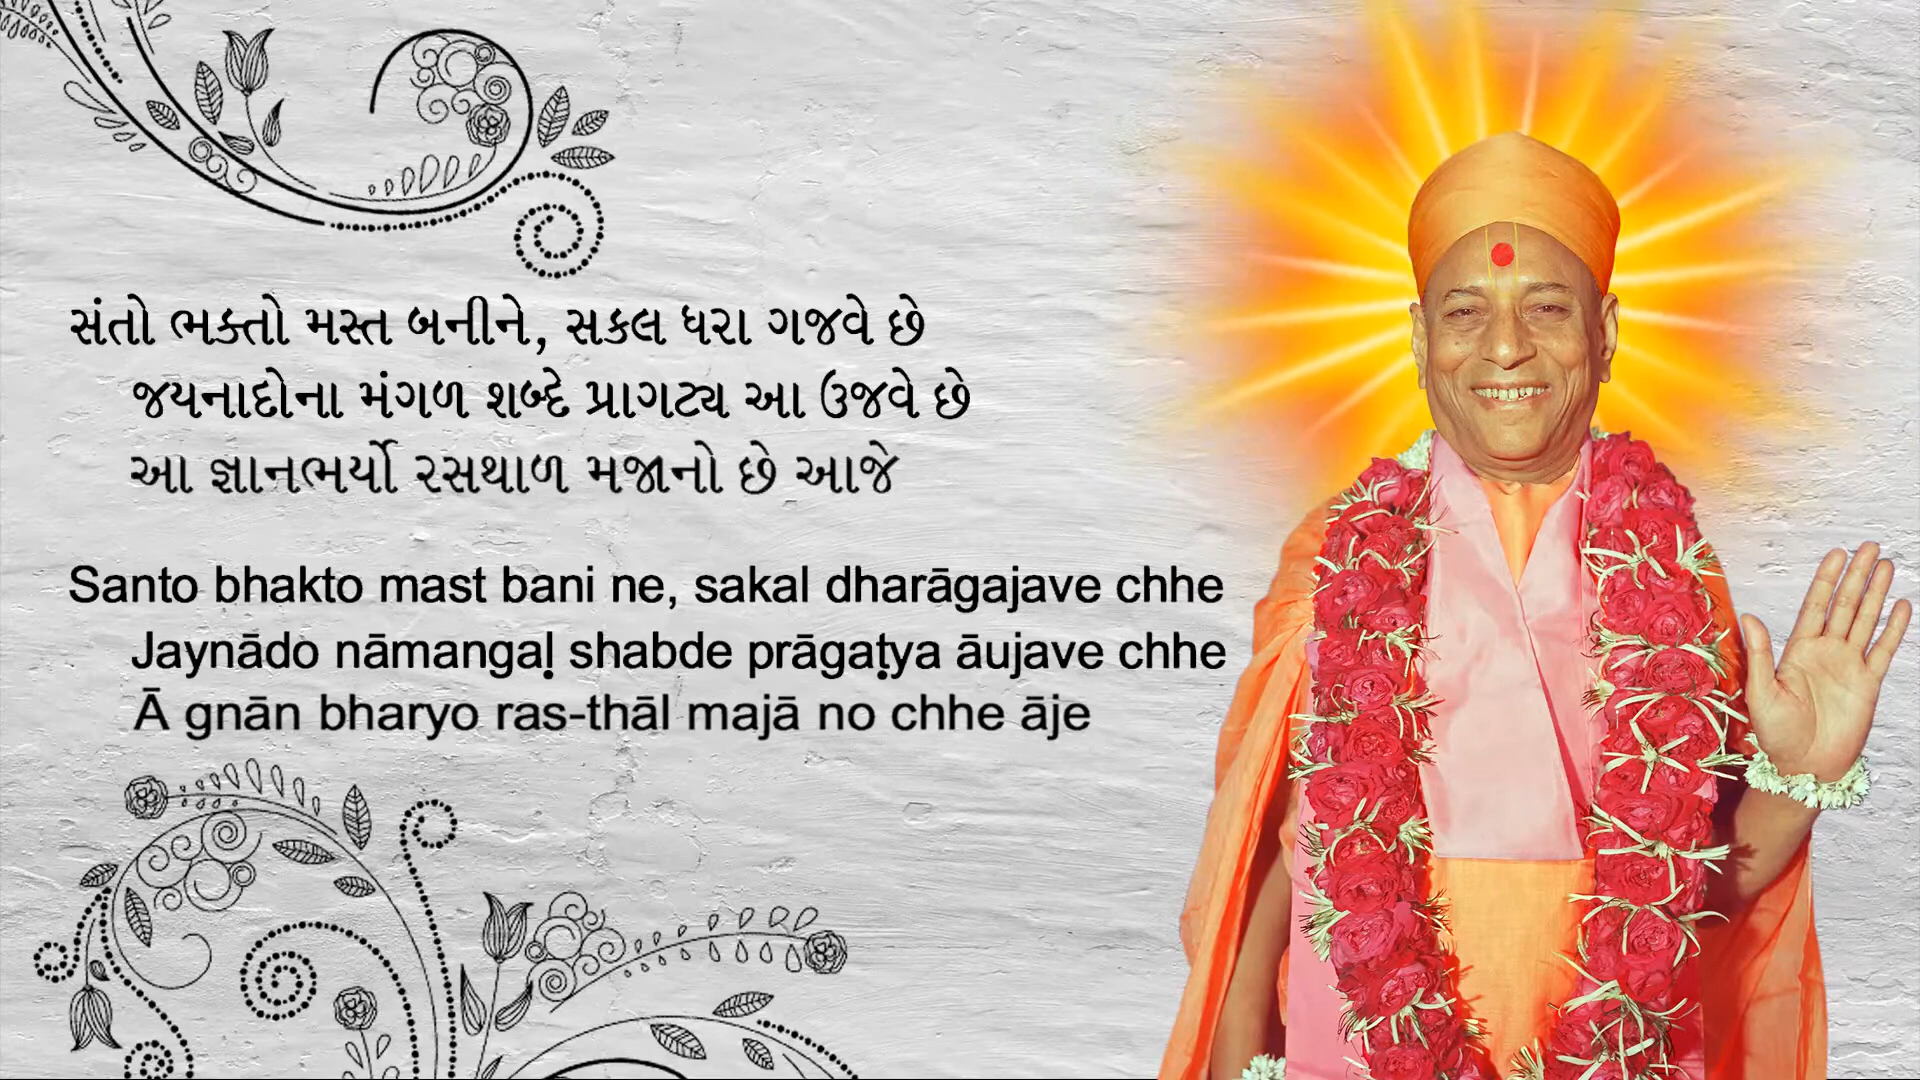 સંતો ભક્તો મસ્ત બનીને, સકલ ધરા ગજવે છે
જયનાદોના મંગળ શબ્દે પ્રાગટ્ય આ ઉજવે છે
આ જ્ઞાનભર્યો રસથાળ મજાનો છે આજે
Santo bhakto mast bani ne, sakal dharāgajave chhe
Jaynādo nāmangaḷ shabde prāgaṭya āujave chhe
Ā gnān bharyo ras-thāl majā no chhe āje